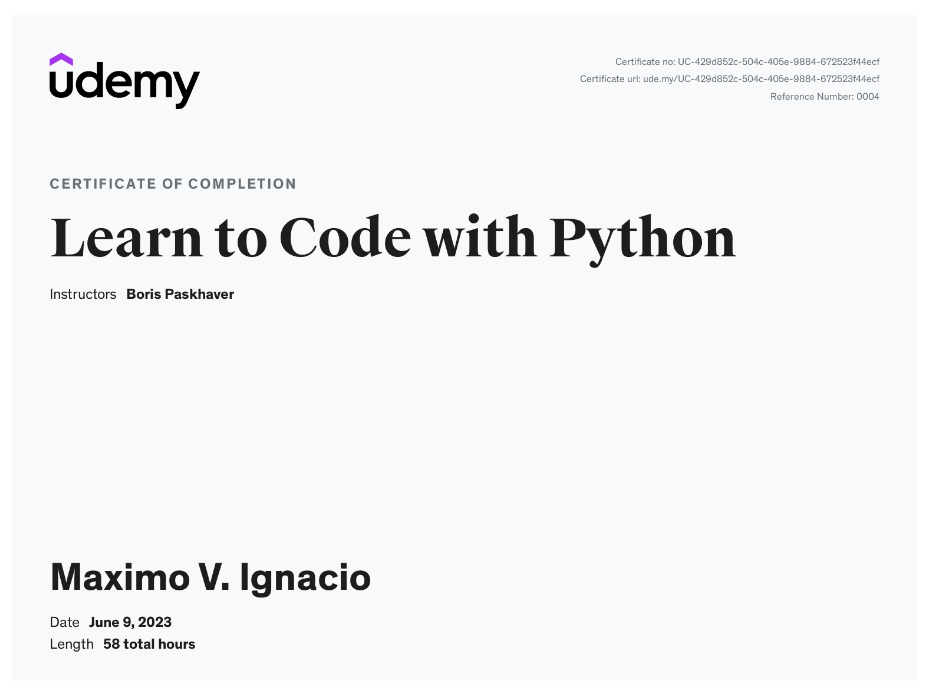 udemy
Certificate no: UC-429d852c-504c-405e-9884-672523f44ecf
Certificate url: ude.my/UC-429d852c-504c-405e-9884-672523f44ecf
Reference Number: 0004
CERTIFICATE OF COMPLETION
Learn to Code with Python
Instructors Boris Paskhaver
Maximo V. Ignacio
Date June 9, 2023
Length 58 total hours